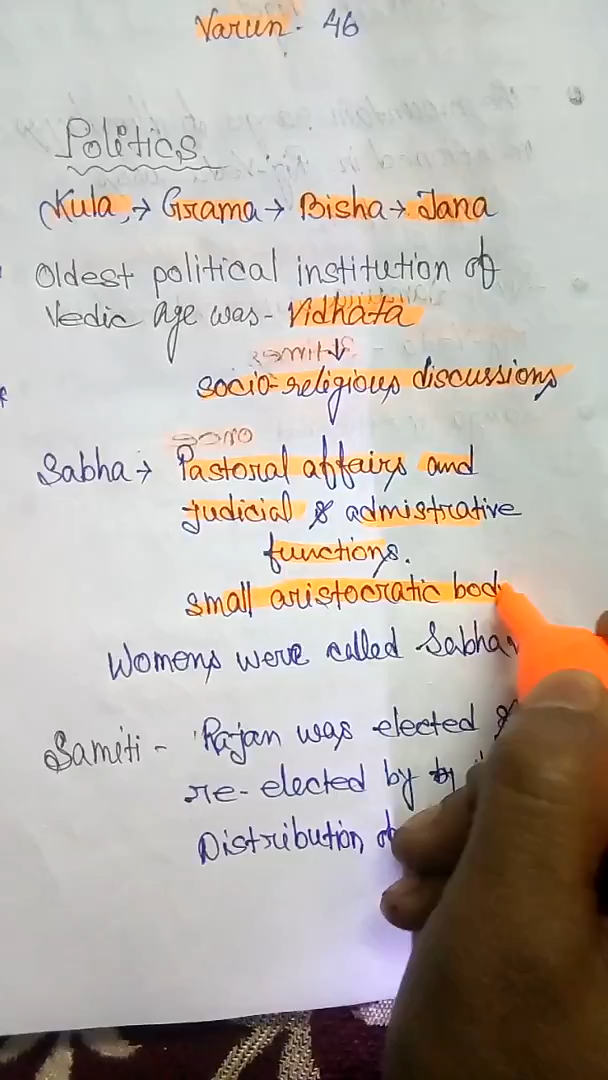 Varun - 46
Politics
Kula, → Grama → Bisha → Jana
Oldest political institution of
Vedic Age was - Vidhata
socio-religious discussions
Sabha → Pastoral affairs and
judicial & admistrative
functions.
small aristocratic body
Womens were called
Samiti - Rajan was elected &
re-elected by
Distribution of